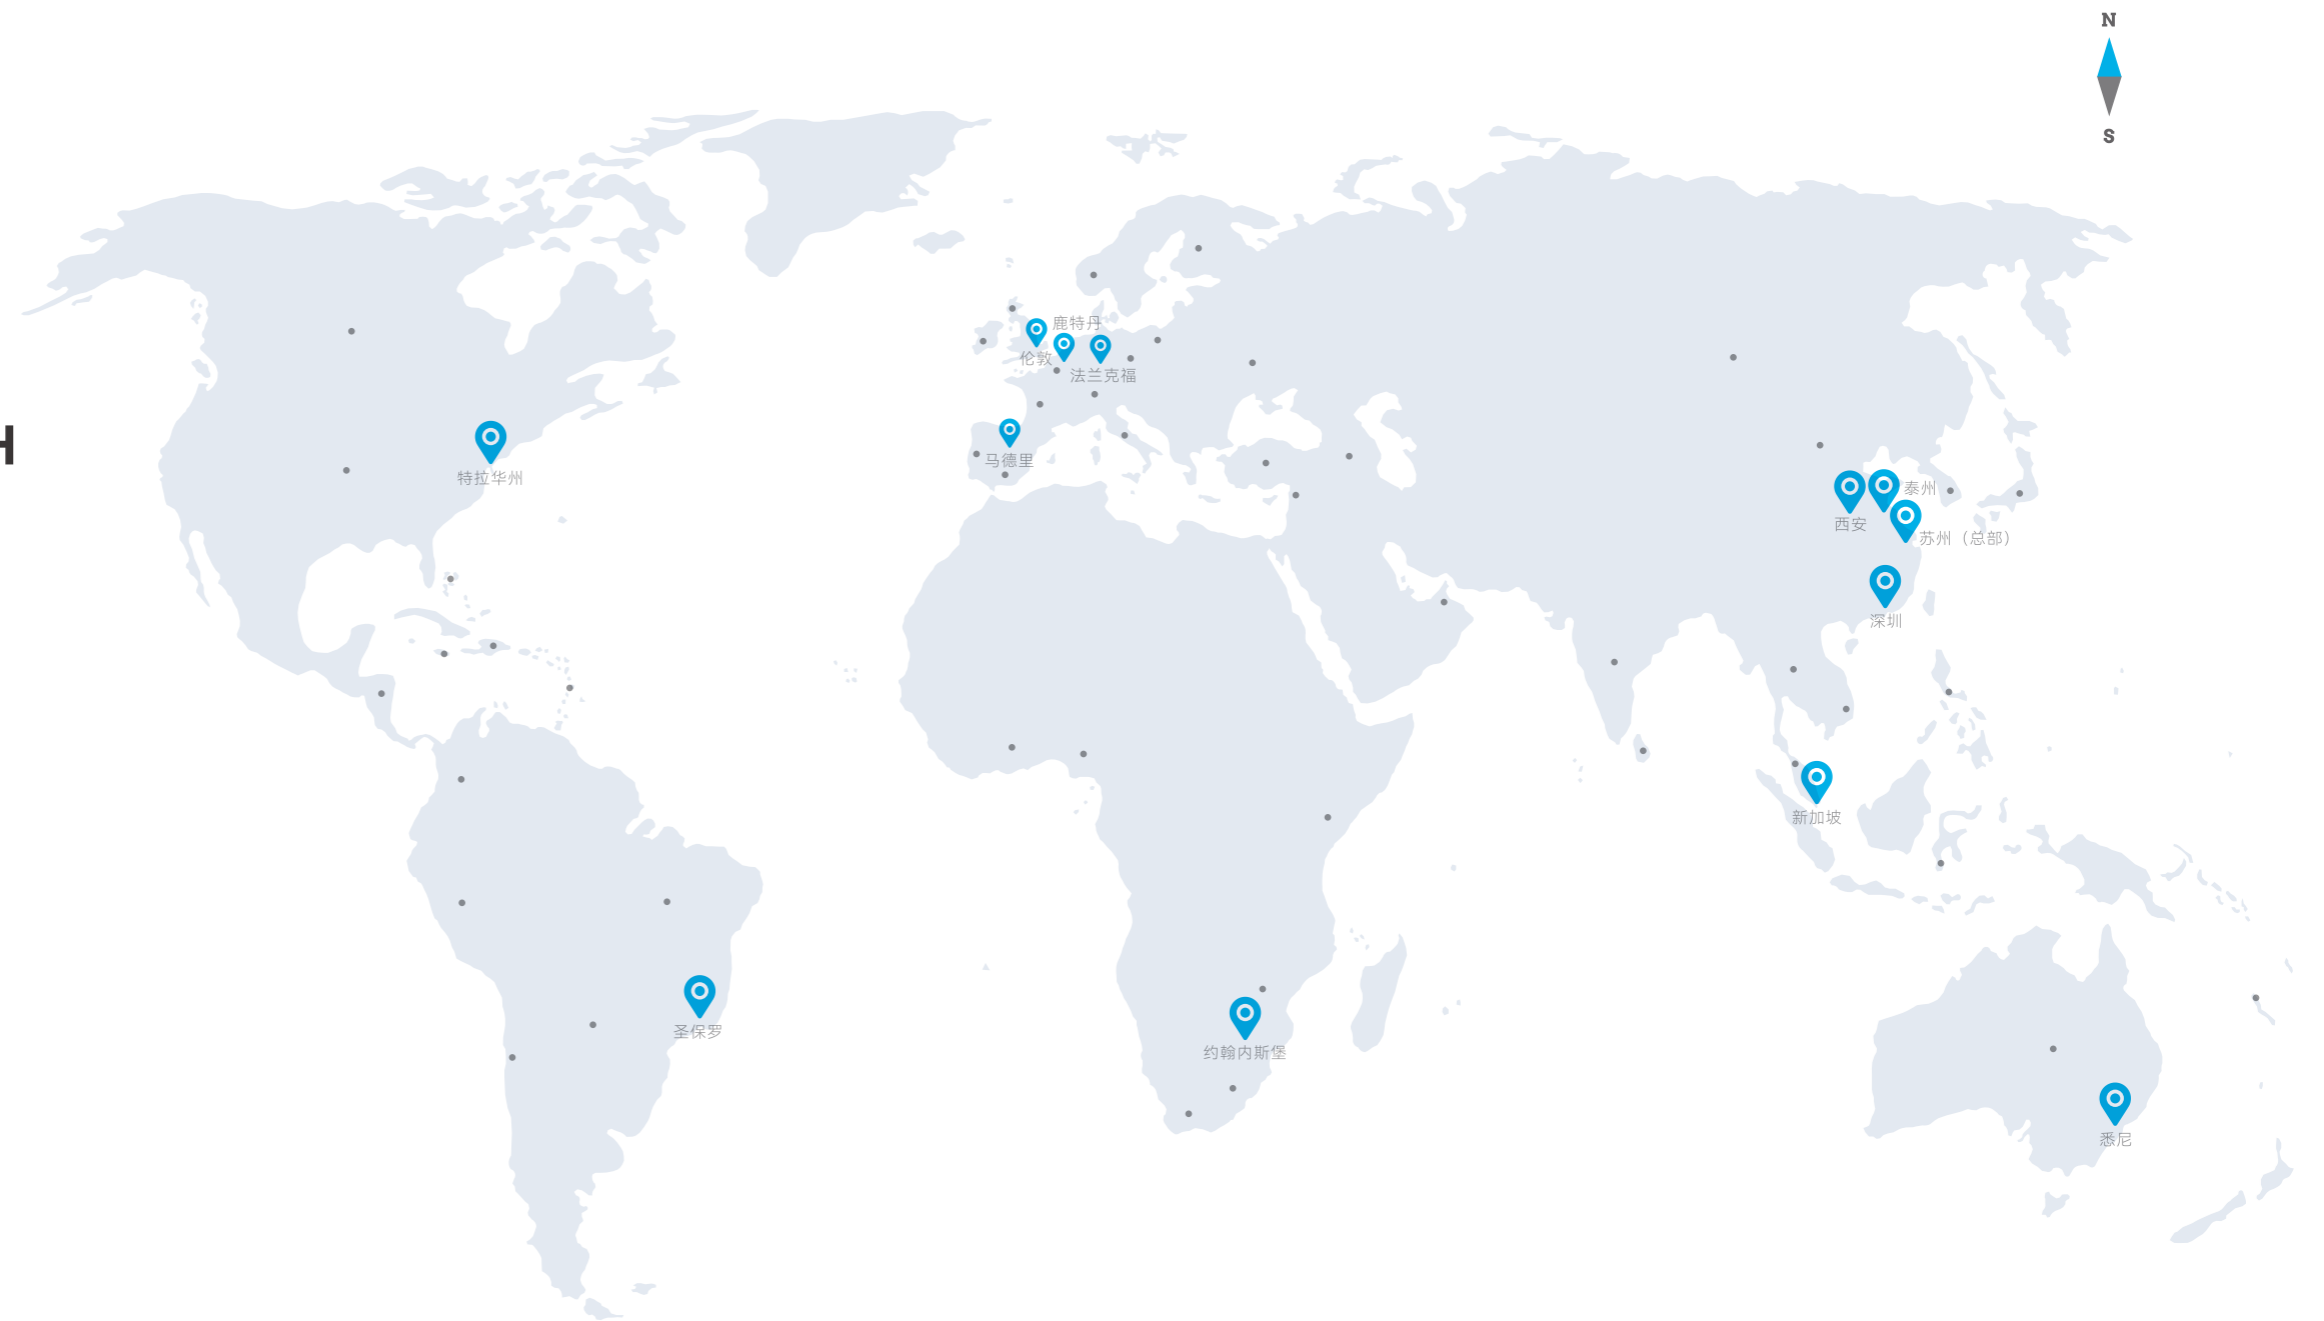 N
S
鹿特丹
伦敦
法兰克福
H
马德里
特拉华州
泰州
西安
苏州（总部）
深圳
新加坡
圣保罗
约翰内斯堡
悉尼